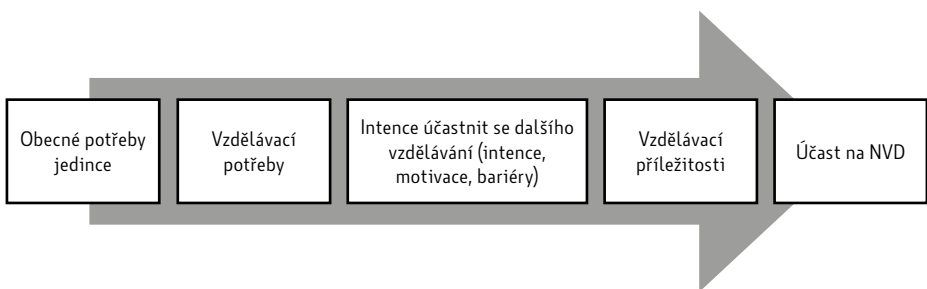 Obecné potřeby
jedince
Vzdělávací
potřeby
Intence účastnit se dalšího
vzdělávání (intence,
motivace, bariéry)
Vzdělávací
příležitosti
Účast na NVD